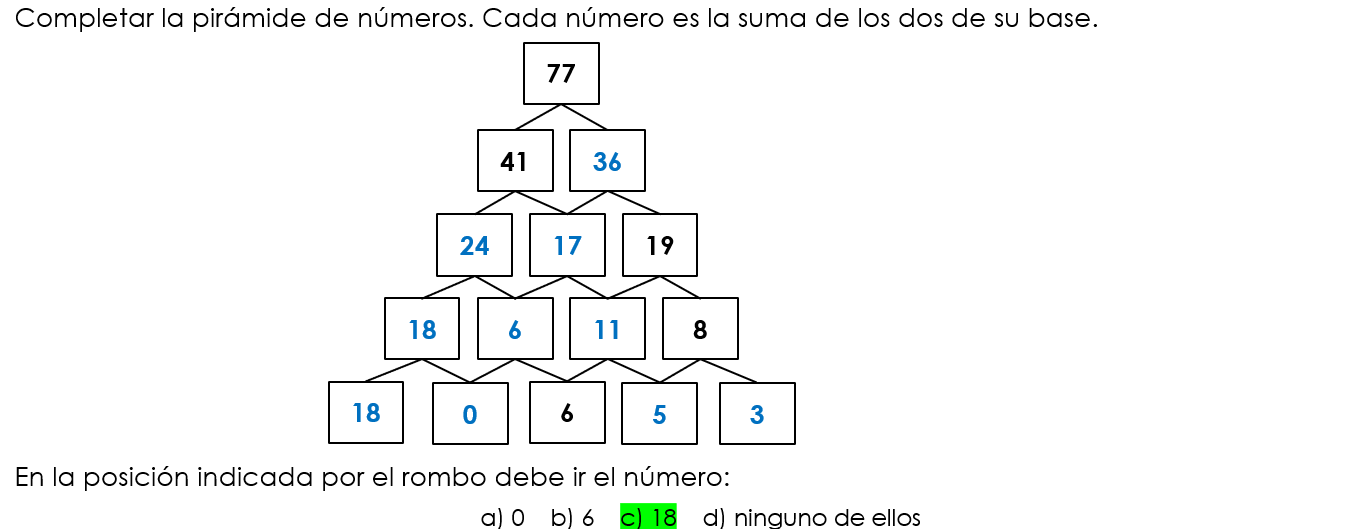 Completar la pirámide de números. Cada número es la suma de los dos de su base.
77
41 36
24 17 19
18 6 11 8
18 0 6 5 3
En la posición indicada por el rombo debe ir el número:
a) 0 b) 6 c) 18 d) ninguno de ellos